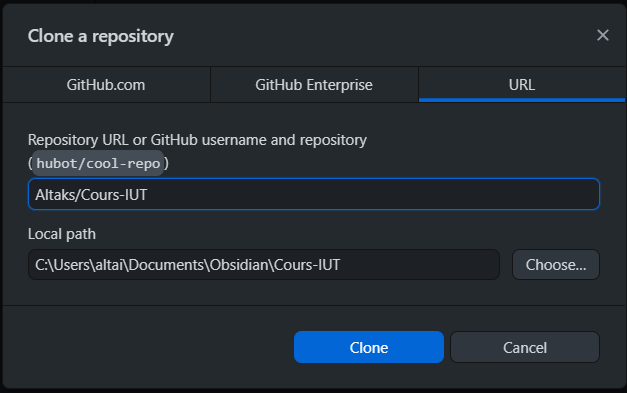 Clone a repository
GitHub.com
GitHub Enterprise
URL
Repository URL or GitHub username and repository
(hubot/cool-repo)
Altaks/Cours-IUT
Local path
C:\Users\altai\Documents\Obsidian\Cours-IUT
Choose...
Clone
Cancel